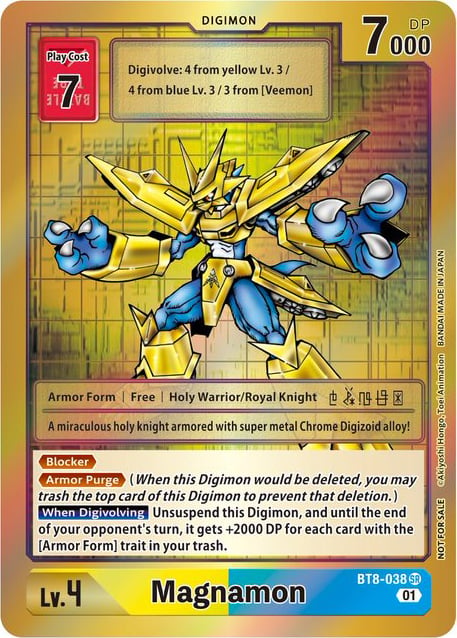 DIGIMON
Play Cost
7
7000
DP
Digivolve: 4 from yellow Lv. 3 /
4 from blue Lv. 3 / 3 from [Veemon]
Armor Form | Free | Holy Warrior/Royal Knight
A miraculous holy knight armored with super metal Chrome Digizoid alloy!
Blocker
Armor Purge (When this Digimon would be deleted, you may
trash the top card of this Digimon to prevent that deletion.)
When Digivolving Unsuspend this Digimon, and until the
end of your opponent's turn, it gets +2000 DP for each card with the
[Armor Form] trait in your trash.
©Akiyoshi Hongo, Toei Animation BANDAI MADE IN JAPAN
NOT FOR SALE
Lv.4
Magnamon
BT8-038 SR
01